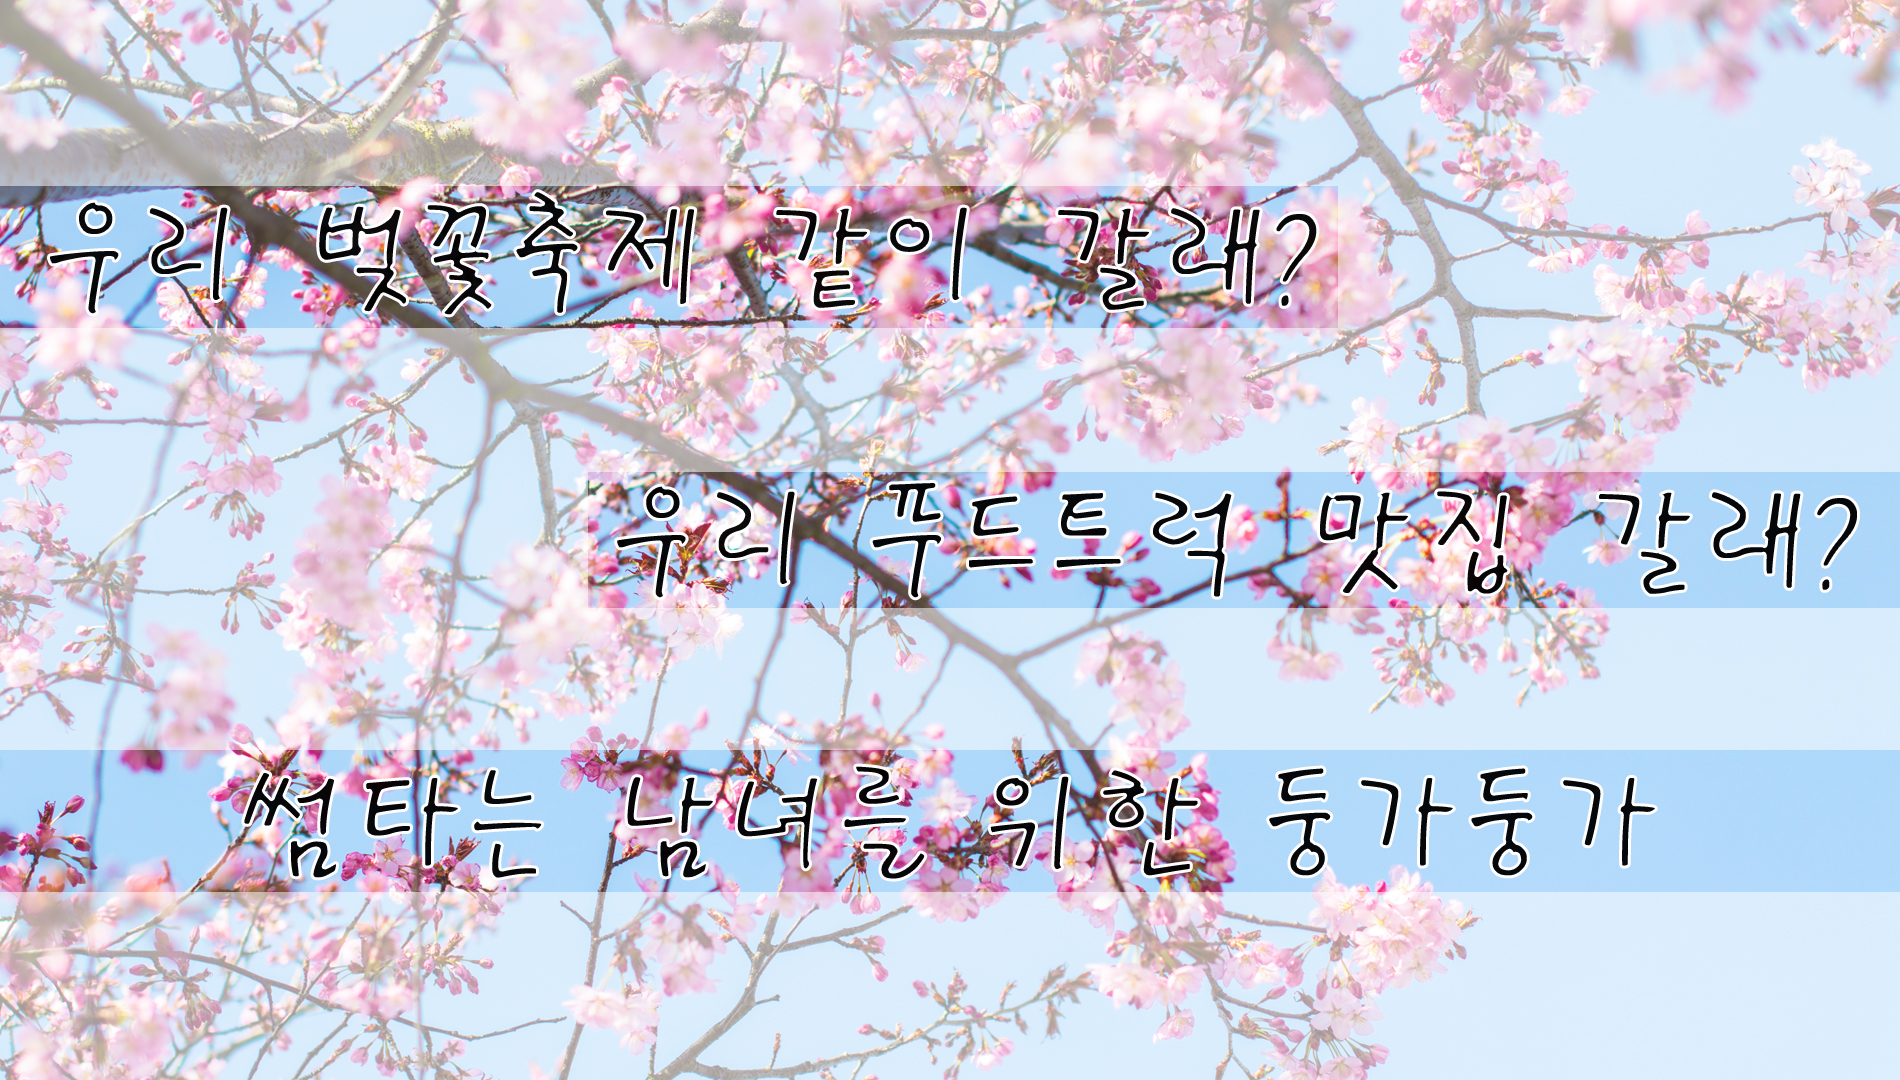 우리 벚꽃축제 같이 갈래?
우리 푸드트럭 맛집 갈래?
썸타는 남녀를 위한 둥가둥가